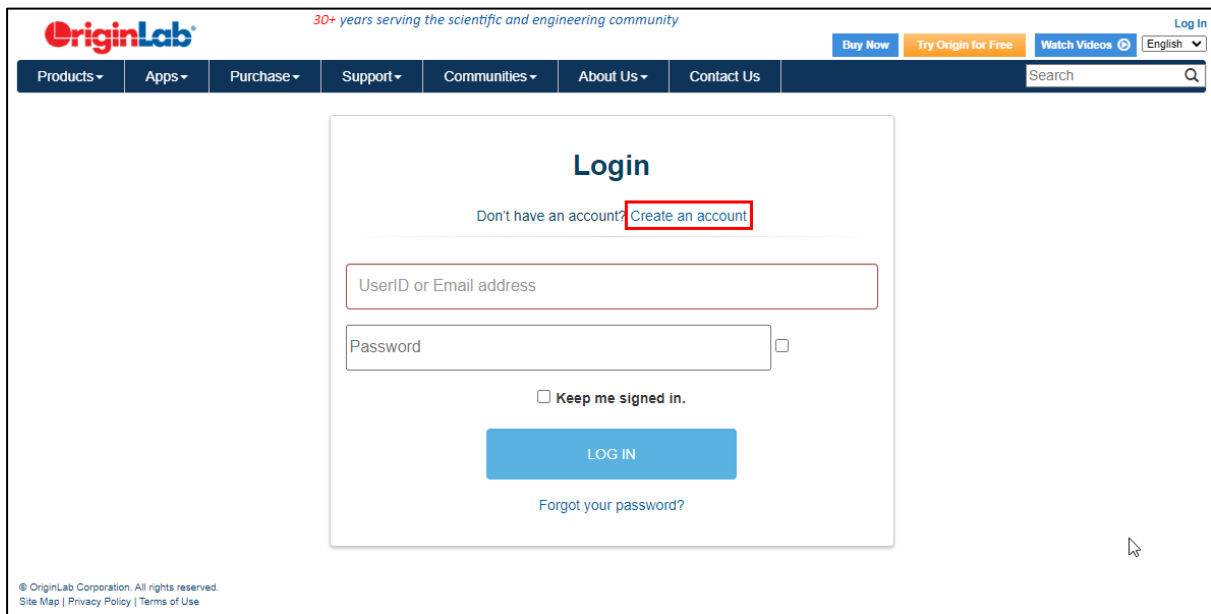 30+ years serving the scientific and engineering community
Log In
OriginLab®
Buy Now Try Origin for Free Watch Videos English
Products Apps Purchase Support Communities About Us Contact Us Search
Login
Don't have an account? Create an account
UserID or Email address
Password
Keep me signed in.
LOG IN
Forgot your password?
© OriginLab Corporation. All rights reserved.
Site Map | Privacy Policy | Terms of Use